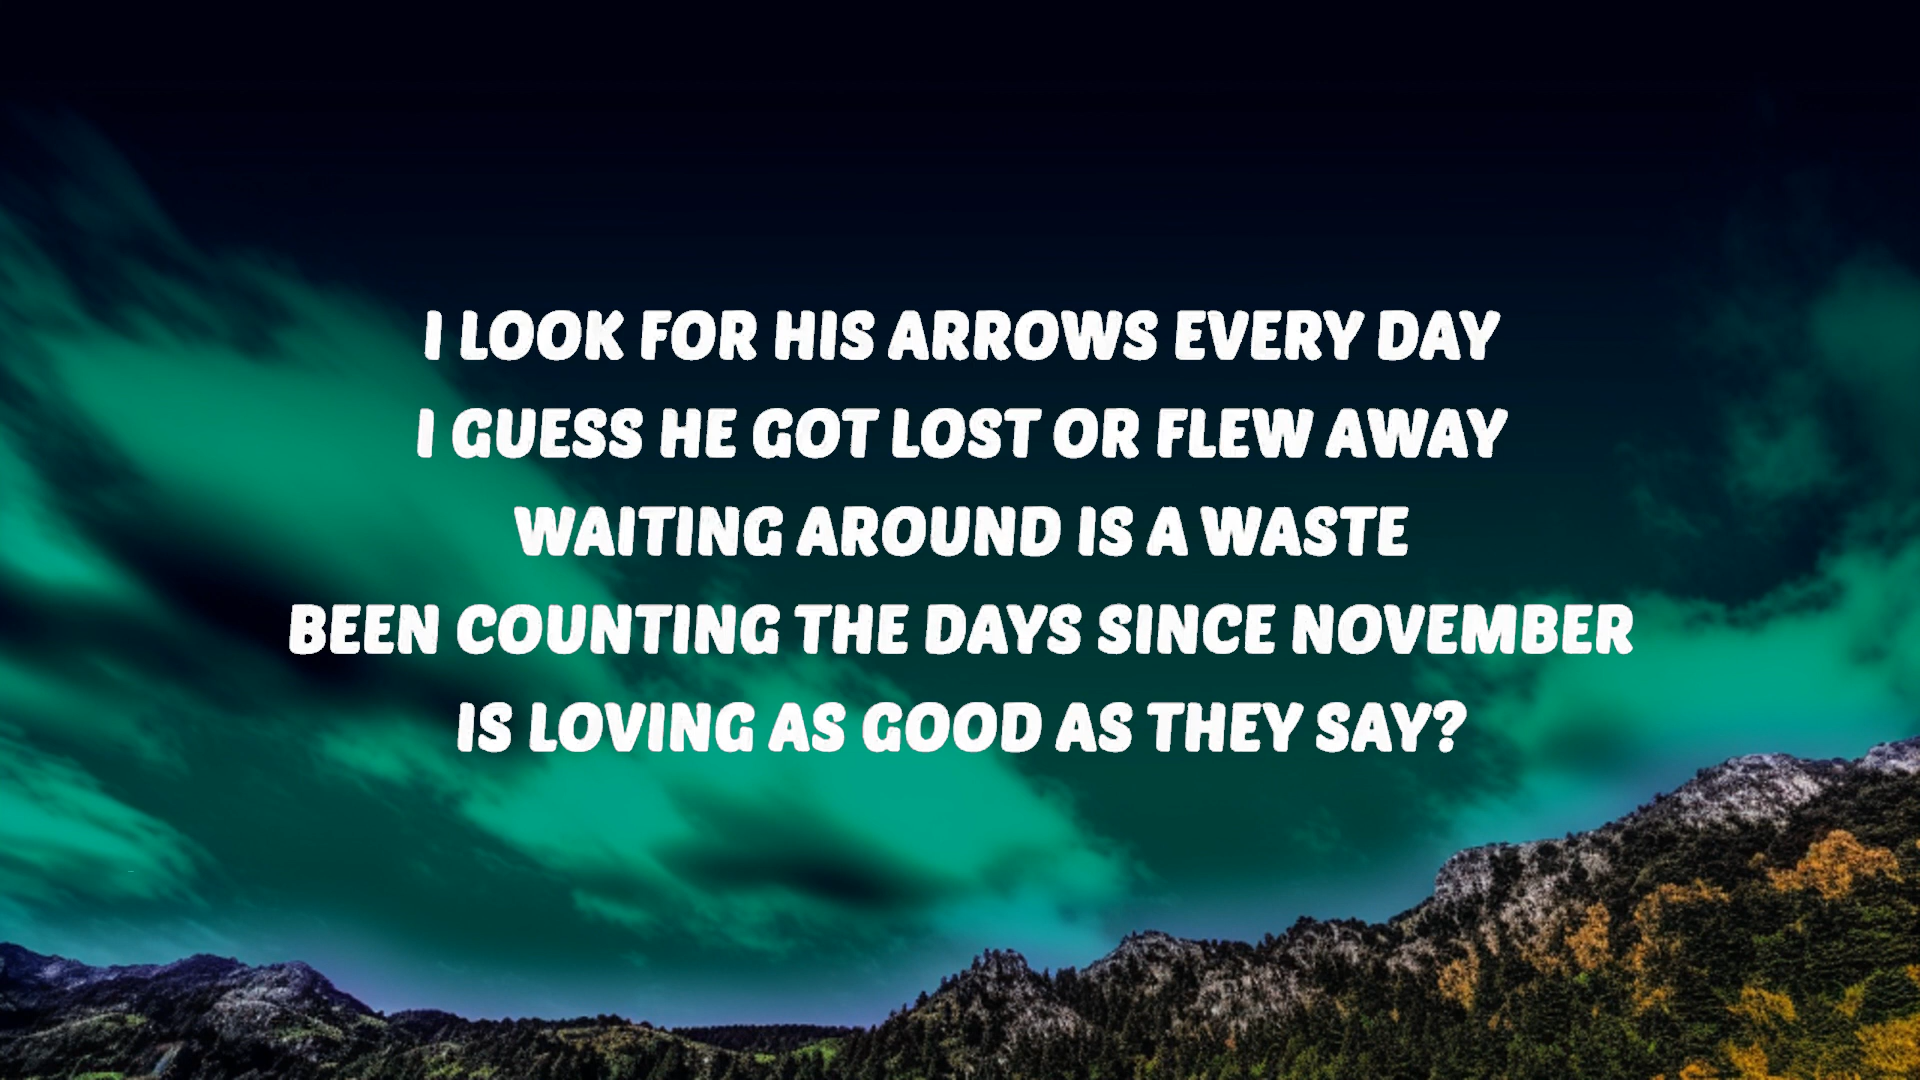 I LOOK FOR HIS ARROWS EVERY DAY
I GUESS HE GOT LOST OR FLEW AWAY
WAITING AROUND IS A WASTE
BEEN COUNTING THE DAYS SINCE NOVEMBER
IS LOVING AS GOOD AS THEY SAY?